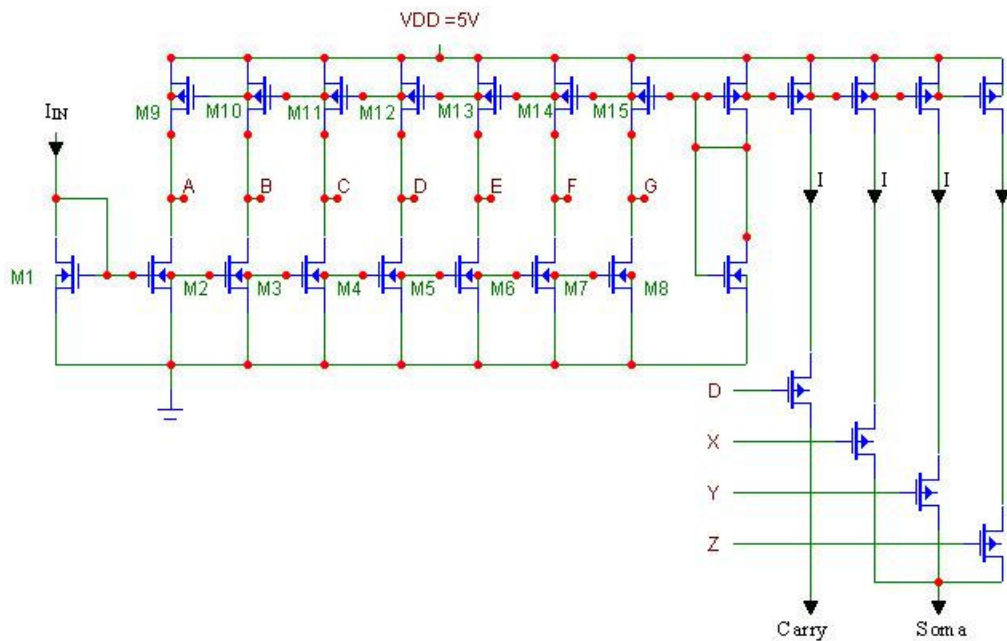 VDD =5V
M9 M10 M11 M12 M13 M14 M15
IIN
A B C D E F G
I I I
M1 M2 M3 M4 M5 M6 M7 M8
D
X
Y
Z
Carry Soma